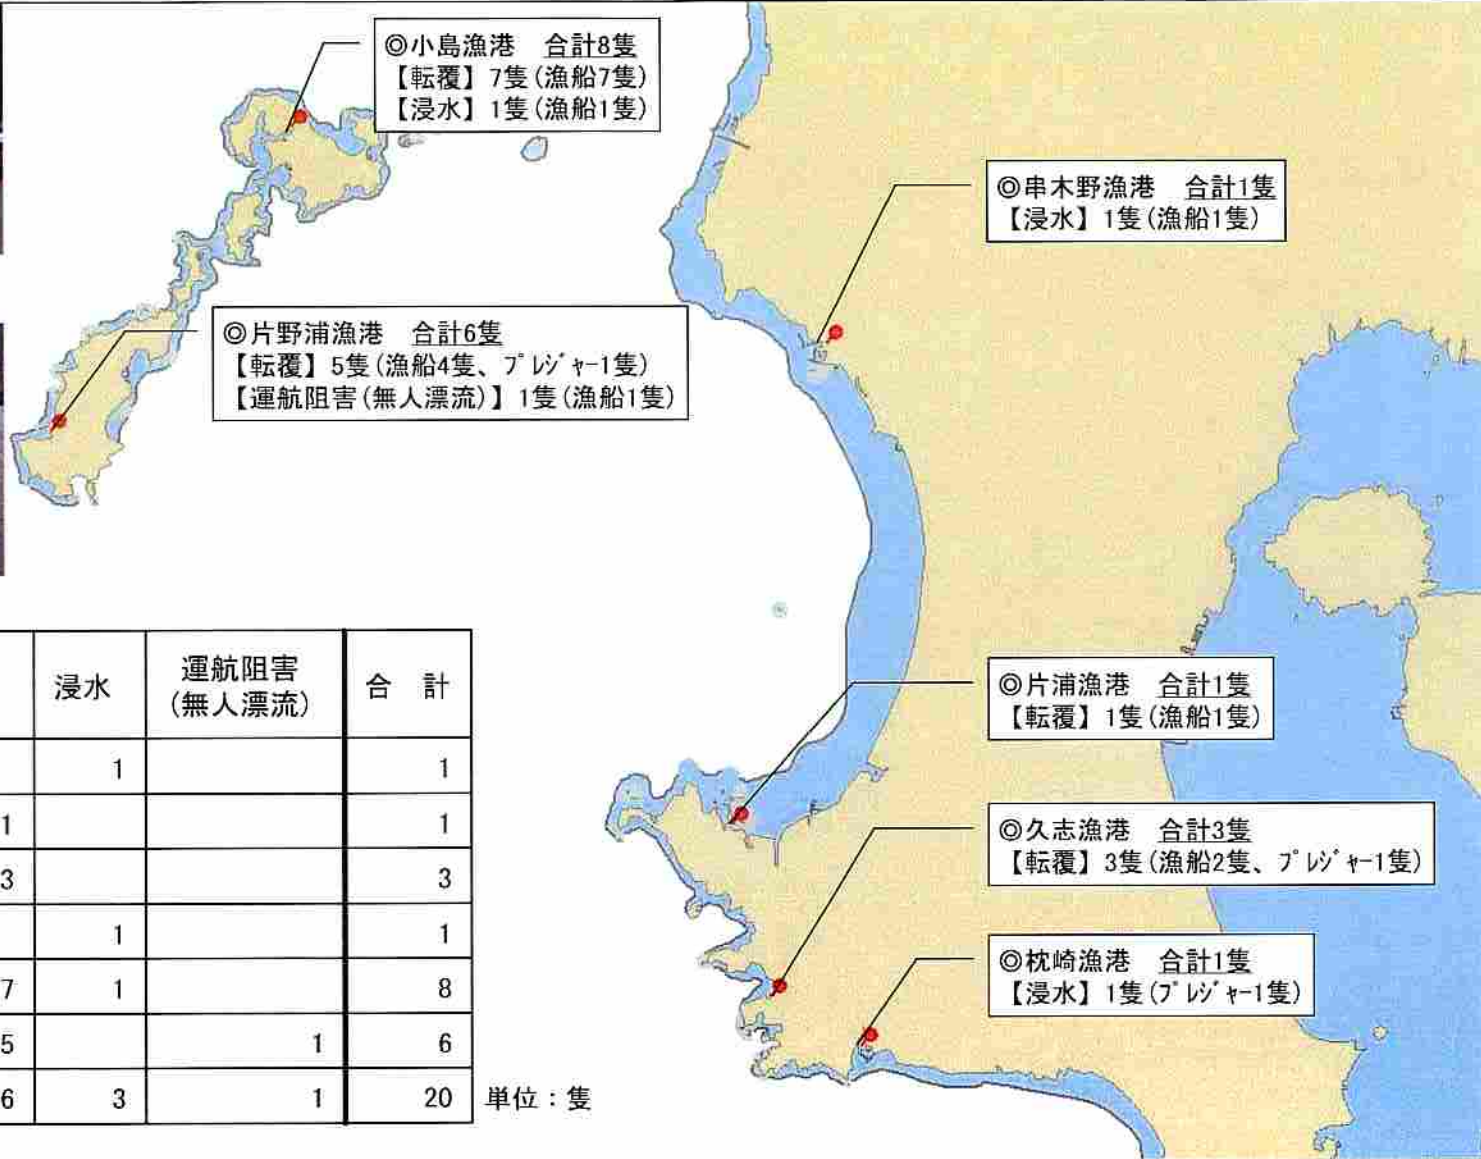 ◎小島漁港　合計8隻
【転覆】7隻(漁船7隻)
【浸水】1隻(漁船1隻)
◎串木野漁港　合計1隻
【浸水】1隻(漁船1隻)
◎片野浦漁港　合計6隻
【転覆】5隻(漁船4隻、ﾌﾟﾚｼﾞｬｰ1隻)
【運航阻害(無人漂流)】1隻(漁船1隻)
◎片浦漁港　合計1隻
【転覆】1隻(漁船1隻)
◎久志漁港　合計3隻
【転覆】3隻(漁船2隻、ﾌﾟﾚｼﾞｬｰ1隻)
◎枕崎漁港　合計1隻
【浸水】1隻(ﾌﾟﾚｼﾞｬｰ1隻)
浸水 運航阻害 合　計
(無人漂流)
1 1
1 1
3 3
1 1
7 1 8
5 1 6
6 3 1 20 単位：隻